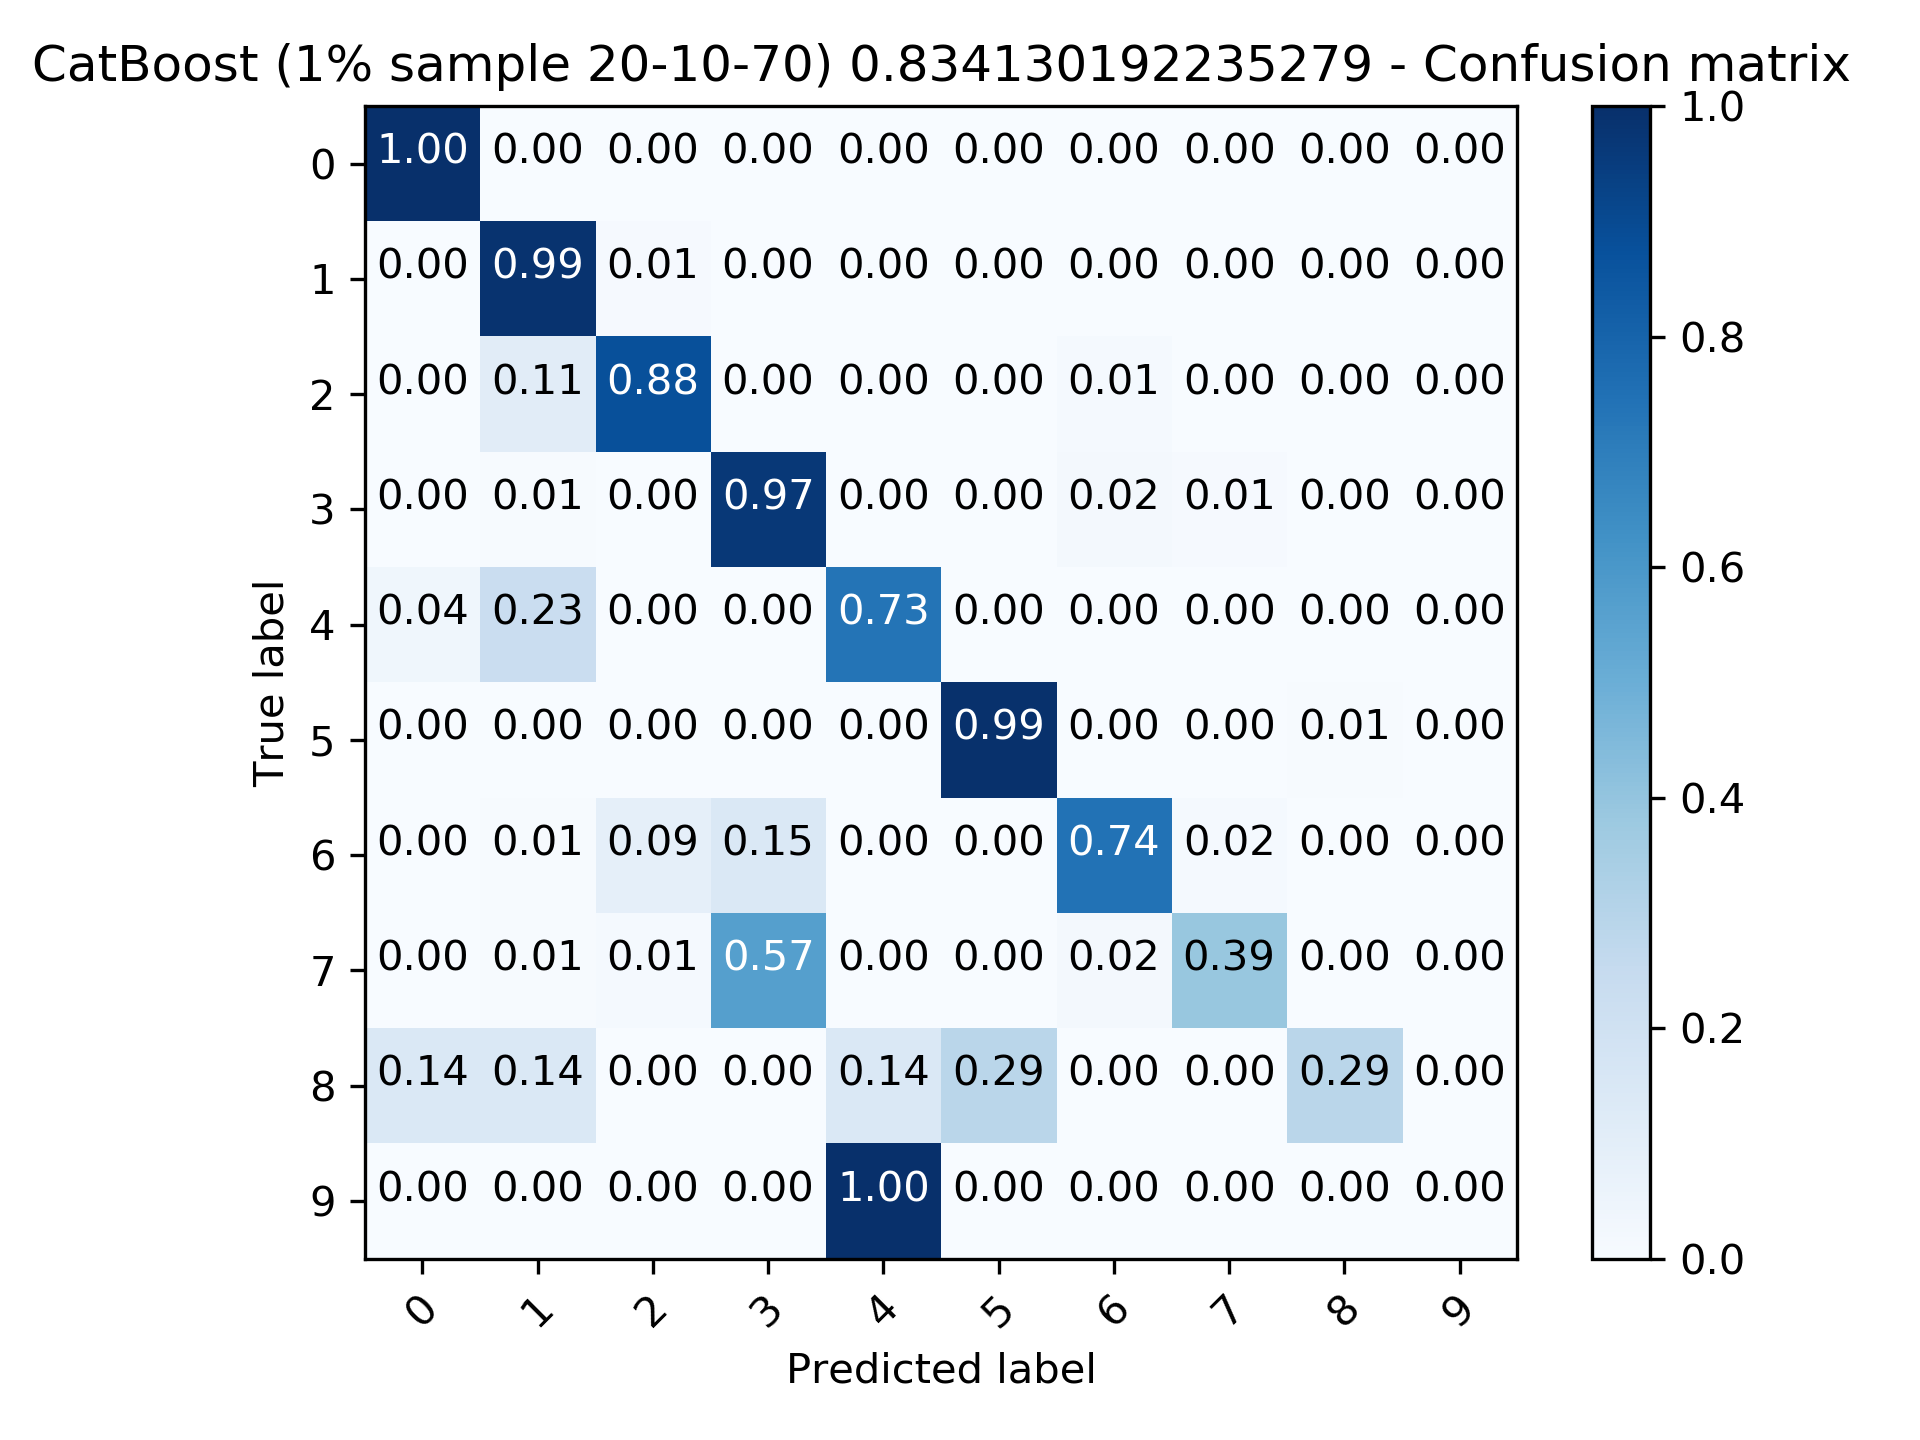 CatBoost (1% sample 20-10-70) 0.834130192235279 - Confusion matrix
0 1.00 0.00 0.00 0.00 0.00 0.00 0.00 0.00 0.00 0.00
1 0.00 0.99 0.01 0.00 0.00 0.00 0.00 0.00 0.00 0.00
2 0.00 0.11 0.88 0.00 0.00 0.00 0.01 0.00 0.00 0.00
3 0.00 0.01 0.00 0.97 0.00 0.00 0.02 0.01 0.00 0.00
4 0.04 0.23 0.00 0.00 0.73 0.00 0.00 0.00 0.00 0.00
5 0.00 0.00 0.00 0.00 0.00 0.99 0.00 0.00 0.01 0.00
6 0.00 0.01 0.09 0.15 0.00 0.00 0.74 0.02 0.00 0.00
7 0.00 0.01 0.01 0.57 0.00 0.00 0.02 0.39 0.00 0.00
8 0.14 0.14 0.00 0.00 0.14 0.29 0.00 0.00 0.29 0.00
9 0.00 0.00 0.00 0.00 1.00 0.00 0.00 0.00 0.00 0.00
0 1 2 3 4 5 6 7 8 9
True label
Predicted label
1.0
0.8
0.6
0.4
0.2
0.0